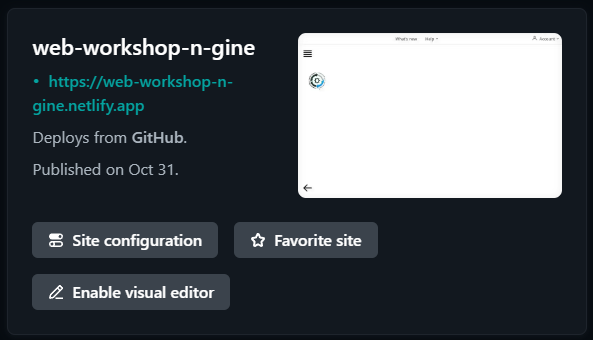 web-workshop-n-gine
• https://web-workshop-n-
gine.netlify.app
Deploys from GitHub.
Published on Oct 31.
What's new Help Account
Site configuration Favorite site
Enable visual editor